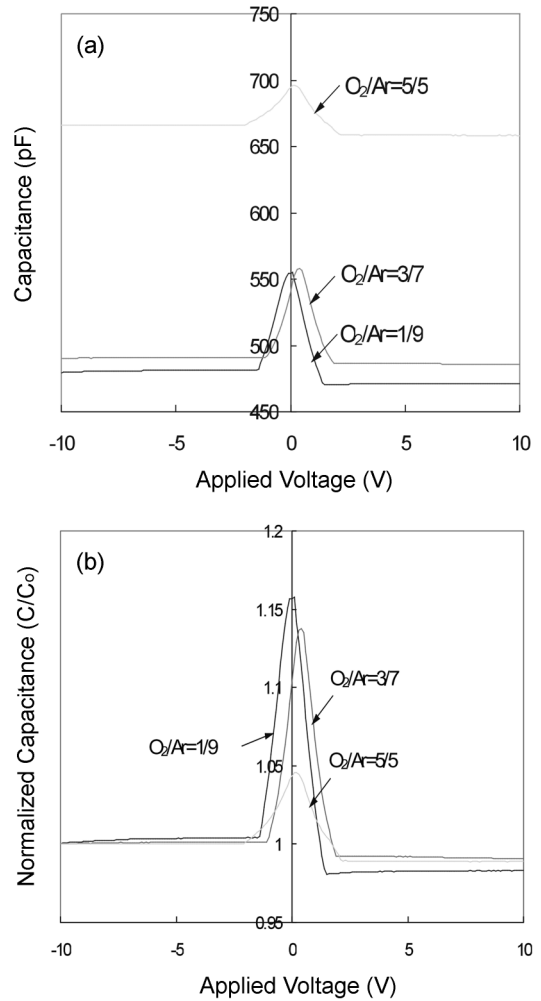 750
(a)
700
O2/Ar=5/5
650
Capacitance (pF)
600
550
O2/Ar=3/7
O2/Ar=1/9
500
450
-10 -5 0 5 10
Applied Voltage (V)
1.2
(b)
Normalized Capacitance (C/Co)
1.15
O2/Ar=3/7
1.1
O2/Ar=1/9
O2/Ar=5/5
1.05
1
0.95
-10 -5 0 5 10
Applied Voltage (V)